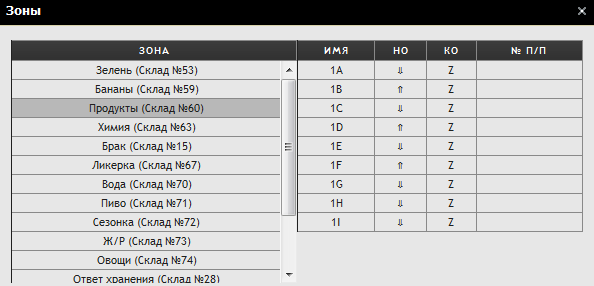 Зоны ×
ЗОНА ИМЯ НО КО № П/П
Зелень (Склад №53) 1A ⇓ Z
Бананы (Склад №59) 1B ⇑ Z
Продукты (Склад №60) 1C ⇓ Z
Химия (Склад №63) 1D ⇑ Z
Брак (Склад №15) 1E ⇓ Z
Ликерка (Склад №67) 1F ⇑ Z
Вода (Склад №70) 1G ⇓ Z
Пиво (Склад №71) 1H ⇓ Z
Сезонка (Склад №72) 1I ⇓ Z
Ж/Р (Склад №73)
Овощи (Склад №74)
Ответ хранения (Склад №28)